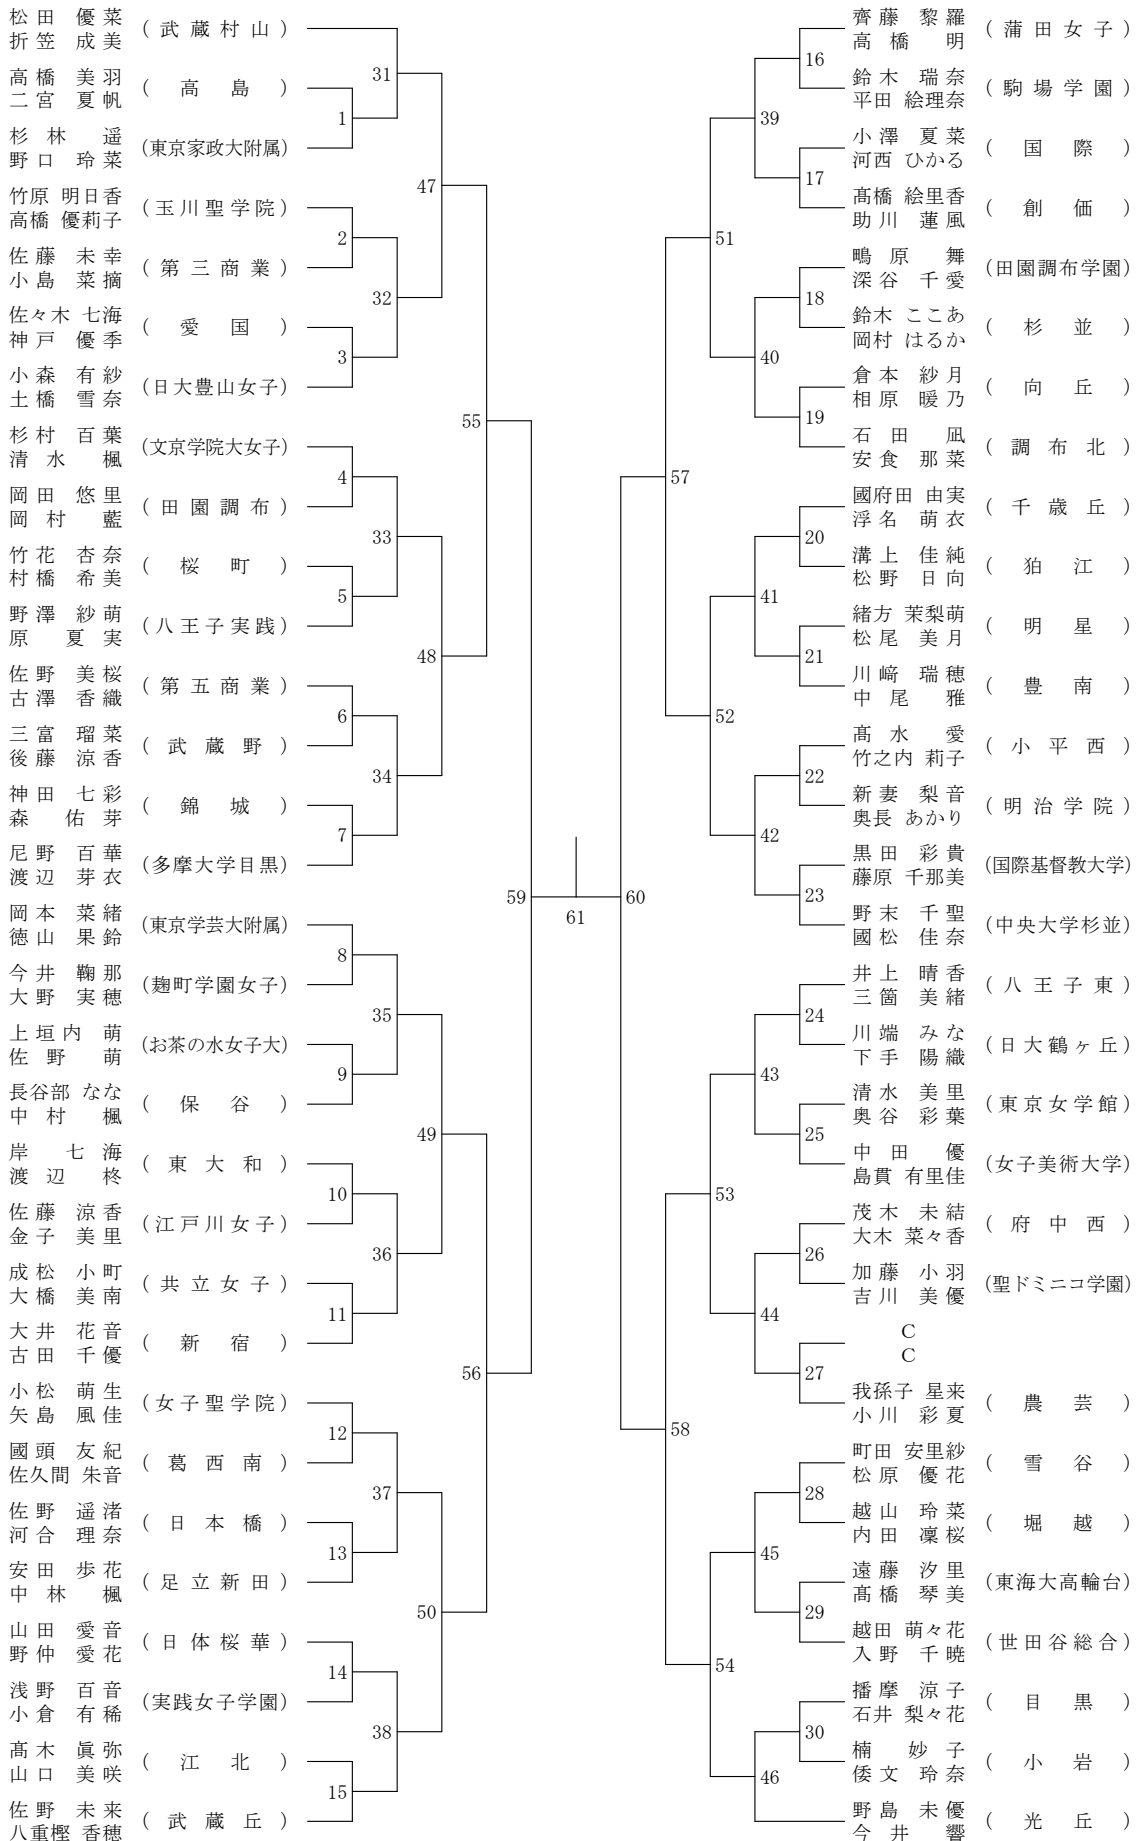 松田 優菜
折笠 成美 (武蔵村山)
高橋 美羽
二宮 夏帆 (高島)
杉林 遥
野口 玲菜 (東京家政大附属)
竹原 明日香
高橋 優莉子 (玉川聖学院)
佐藤 未幸
小島 菜摘 (第三商業)
佐々木 七海
神戸 優季 (愛国)
小森 有紗
土橋 雪奈 (日大豊山女子)
杉村 百葉
清水 楓 (文京学院大女子)
岡田 悠里
岡村 藍 (田園調布)
竹花 杏奈
村橋 希美 (桜町)
野澤 紗萌
原 夏実 (八王子実践)
佐野 美桜
古澤 香織 (第五商業)
三富 瑠菜
後藤 涼香 (武蔵野)
神田 七彩
森 佑芽 (錦城)
尼野 百華
渡辺 芽衣 (多摩大学目黒)
岡本 菜緒
徳山 果鈴 (東京学芸大附属)
今井 鞠那
大野 実穂 (麹町学園女子)
上垣内 萌
佐野 萌 (お茶の水女子大)
長谷部 なな
中村 楓 (保谷)
岸 七海
渡辺 柊 (東大和)
佐藤 涼香
金子 美里 (江戸川女子)
成松 小町
大橋 美南 (共立女子)
大井 花音
古田 千優 (新宿)
小松 萌生
矢島 風佳 (女子聖学院)
國頭 友紀
佐久間 朱音 (葛西南)
佐野 遥渚
河合 理奈 (日本橋)
安田 歩花
中林 楓 (足立新田)
山田 愛音
野仲 愛花 (日体桜華)
浅野 百音
小倉 有稀 (実践女子学園)
髙木 眞弥
山口 美咲 (江北)
佐野 未来
八重樫 香穂 (武蔵丘)
1
2
3
4
5
6
7
8
9
10
11
12
13
14
15
31
32
33
34
35
36
37
38
47
48
49
50
55
56
59
61
60
57
58
51
52
53
54
39
40
41
42
43
44
45
46
16
17
18
19
20
21
22
23
24
25
26
27
28
29
30
齊藤 黎羅
高橋 明 (蒲田女子)
鈴木 瑞奈
平田 絵理奈 (駒場学園)
小澤 夏菜
河西 ひかる (国際)
髙橋 絵里香
助川 蓮風 (創価)
鴫原 舞
深谷 千愛 (田園調布学園)
鈴木 ここあ
岡村 はるか (杉並)
倉本 紗月
相原 暖乃 (向丘)
石田 凪
安食 那菜 (調布北)
國府田 由実
浮名 萌衣 (千歳丘)
溝上 佳純
松野 日向 (狛江)
緒方 茉梨萌
松尾 美月 (明星)
川﨑 瑞穂
中尾 雅 (豊南)
髙水 愛
竹之内 莉子 (小平西)
新妻 梨音
奥長 あかり (明治学院)
黒田 彩貴
藤原 千那美 (国際基督教大学)
野末 千聖
國松 佳奈 (中央大学杉並)
井上 晴香
三箇 美緒 (八王子東)
川端 みな
下手 陽織 (日大鶴ヶ丘)
清水 美里
奥谷 彩葉 (東京女学館)
中田 優
島貫 有里佳 (女子美術大学)
茂木 未結
大木 菜々香 (府中西)
加藤 小羽
吉川 美優 (聖ドミニコ学園)
C
C
我孫子 星来
小川 彩夏 (農芸)
町田 安里紗
松原 優花 (雪谷)
越山 玲菜
内田 凜桜 (堀越)
遠藤 汐里
髙橋 琴美 (東海大高輪台)
越田 萌々花
入野 千暁 (世田谷総合)
播摩 涼子
石井 梨々花 (目黒)
楠 妙子
倭文 玲奈 (小岩)
野島 未優
今井 響 (光丘)